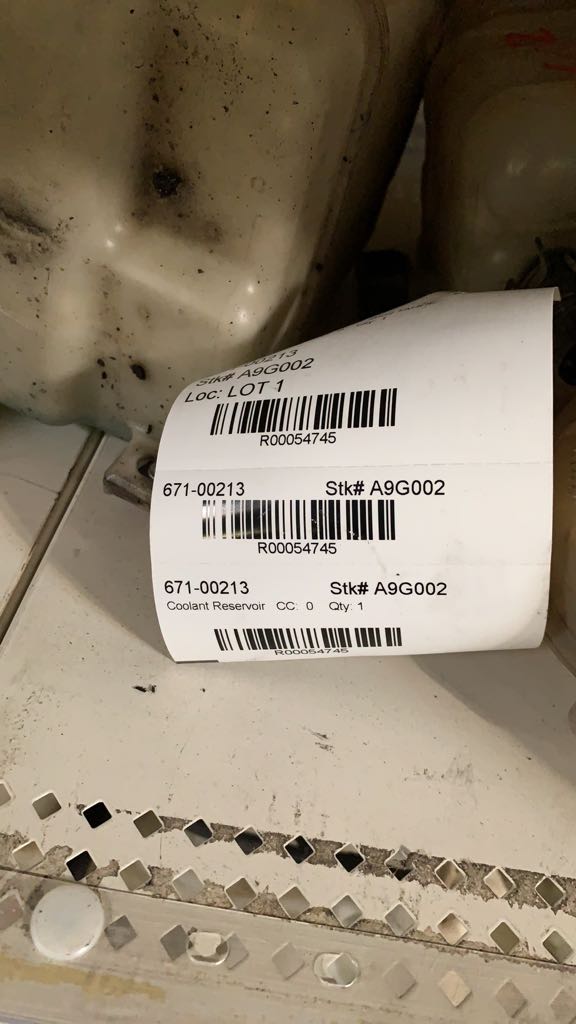 00213
Stk# A9G002
Loc: LOT 1
R00054745
671-00213 Stk# A9G002
R00054745
671-00213 Stk# A9G002
Coolant Reservoir CC: 0 Qty: 1
R00054745